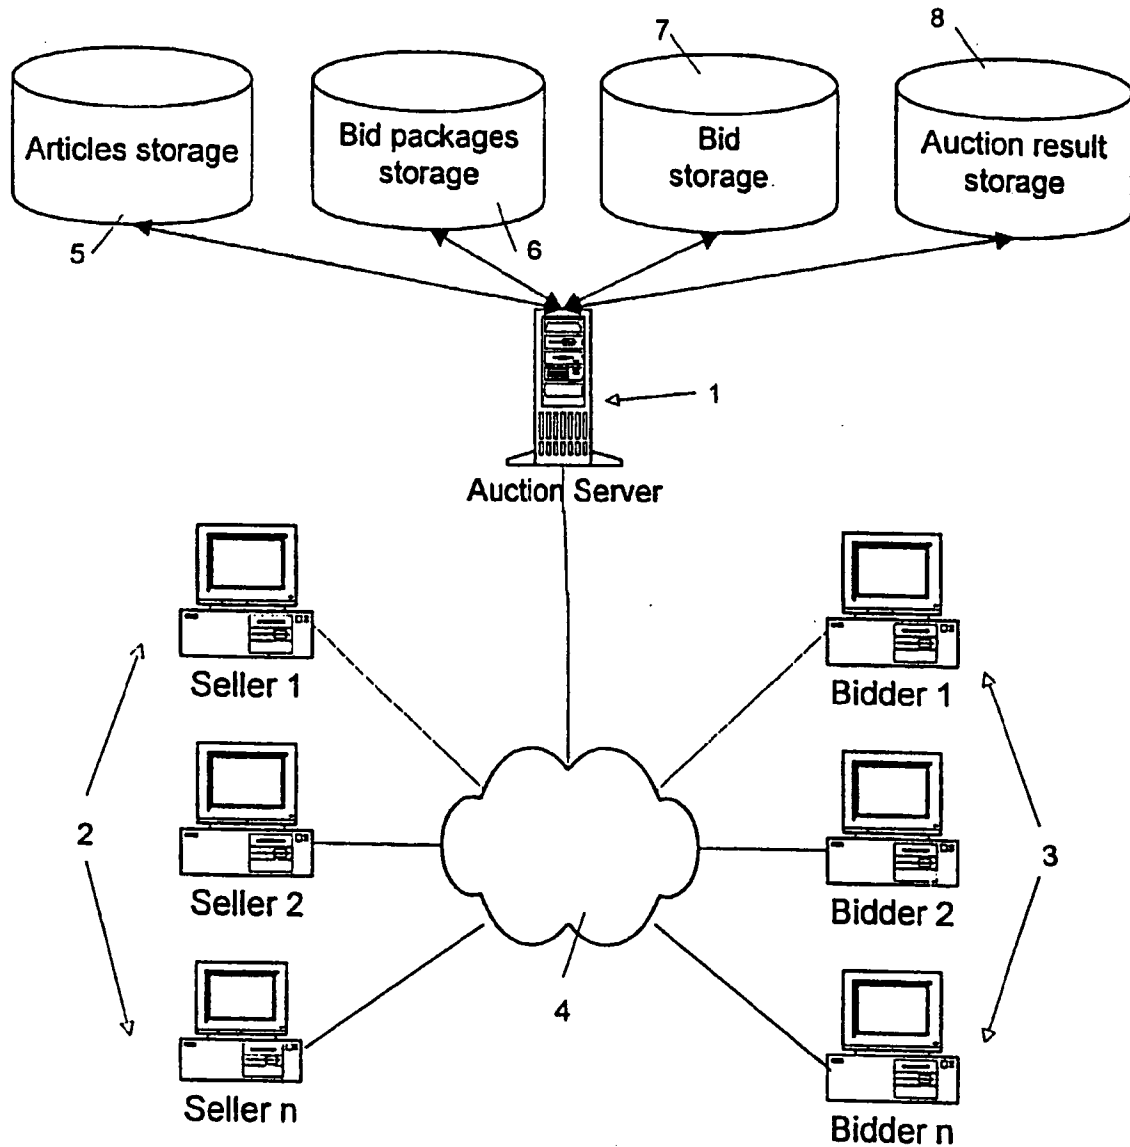 7
8
Articles storage
Bid packages
storage
Bid
storage
Auction result
storage
5
6
1
Auction Server
Seller 1
Bidder 1
2
3
Seller 2
Bidder 2
4
Seller n
Bidder n